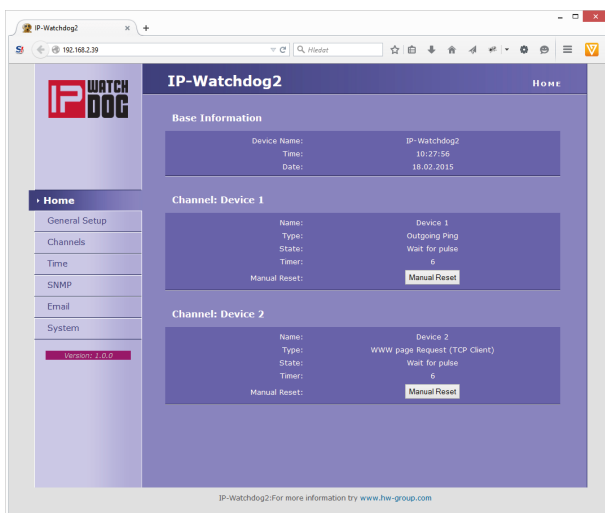 IP-Watchdog2
192.168.2.39
Hledat
IP WATCH DOG
IP-Watchdog2
HOME
Base Information
Device Name: IP-Watchdog2
Time: 10:27:56
Date: 18.02.2015
Home
General Setup
Channels
Time
SNMP
Email
System
Version: 1.0.0
Channel: Device 1
Name: Device 1
Type: Outgoing Ping
State: Wait for pulse
Timer: 6
Manual Reset: Manual Reset
Channel: Device 2
Name: Device 2
Type: WWW page Request (TCP Client)
State: Wait for pulse
Timer: 6
Manual Reset: Manual Reset
IP-Watchdog2:For more information try www.hw-group.com